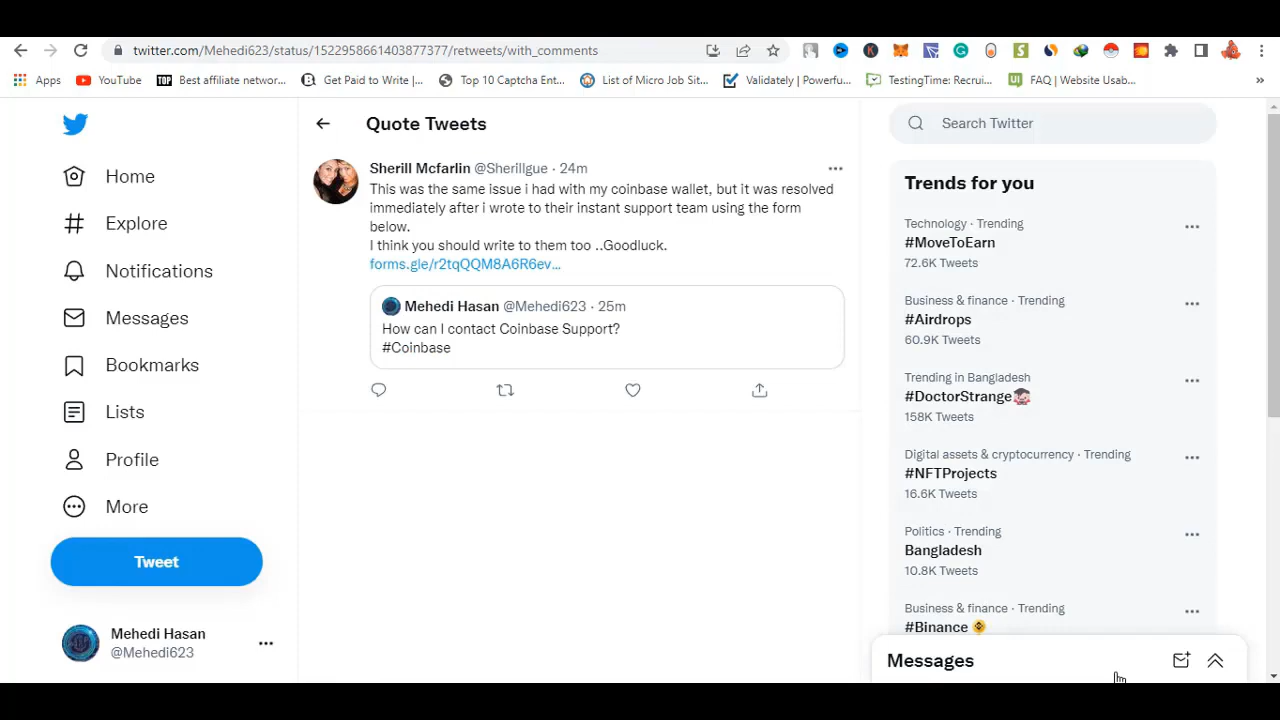 twitter.com/Mehedi623/status/1522958661403877377/retweets/with_comments
Apps
YouTube
TOP Best affiliate networ...
Get Paid to Write |...
Top 10 Captcha Ent...
List of Micro Job Sit...
Validately | Powerfu...
TestingTime: Recrui...
UI FAQ | Website Usab...
»
Home
Explore
Notifications
Messages
Bookmarks
Lists
Profile
More
Tweet
Mehedi Hasan
@Mehedi623
Quote Tweets
Sherill Mcfarlin @Sherillgue · 24m
This was the same issue i had with my coinbase wallet, but it was resolved
immediately after i wrote to their instant support team using the form
below.
I think you should write to them too ..Goodluck.
forms.gle/r2tqQQM8A6R6ev...
Mehedi Hasan @Mehedi623 · 25m
How can I contact Coinbase Support?
#Coinbase
Search Twitter
Trends for you
Technology · Trending
#MoveToEarn
72.6K Tweets
Business & finance · Trending
#Airdrops
60.9K Tweets
Trending in Bangladesh
#DoctorStrange
158K Tweets
Digital assets & cryptocurrency · Trending
#NFTProjects
16.6K Tweets
Politics · Trending
Bangladesh
10.8K Tweets
Business & finance · Trending
#Binance
Messages